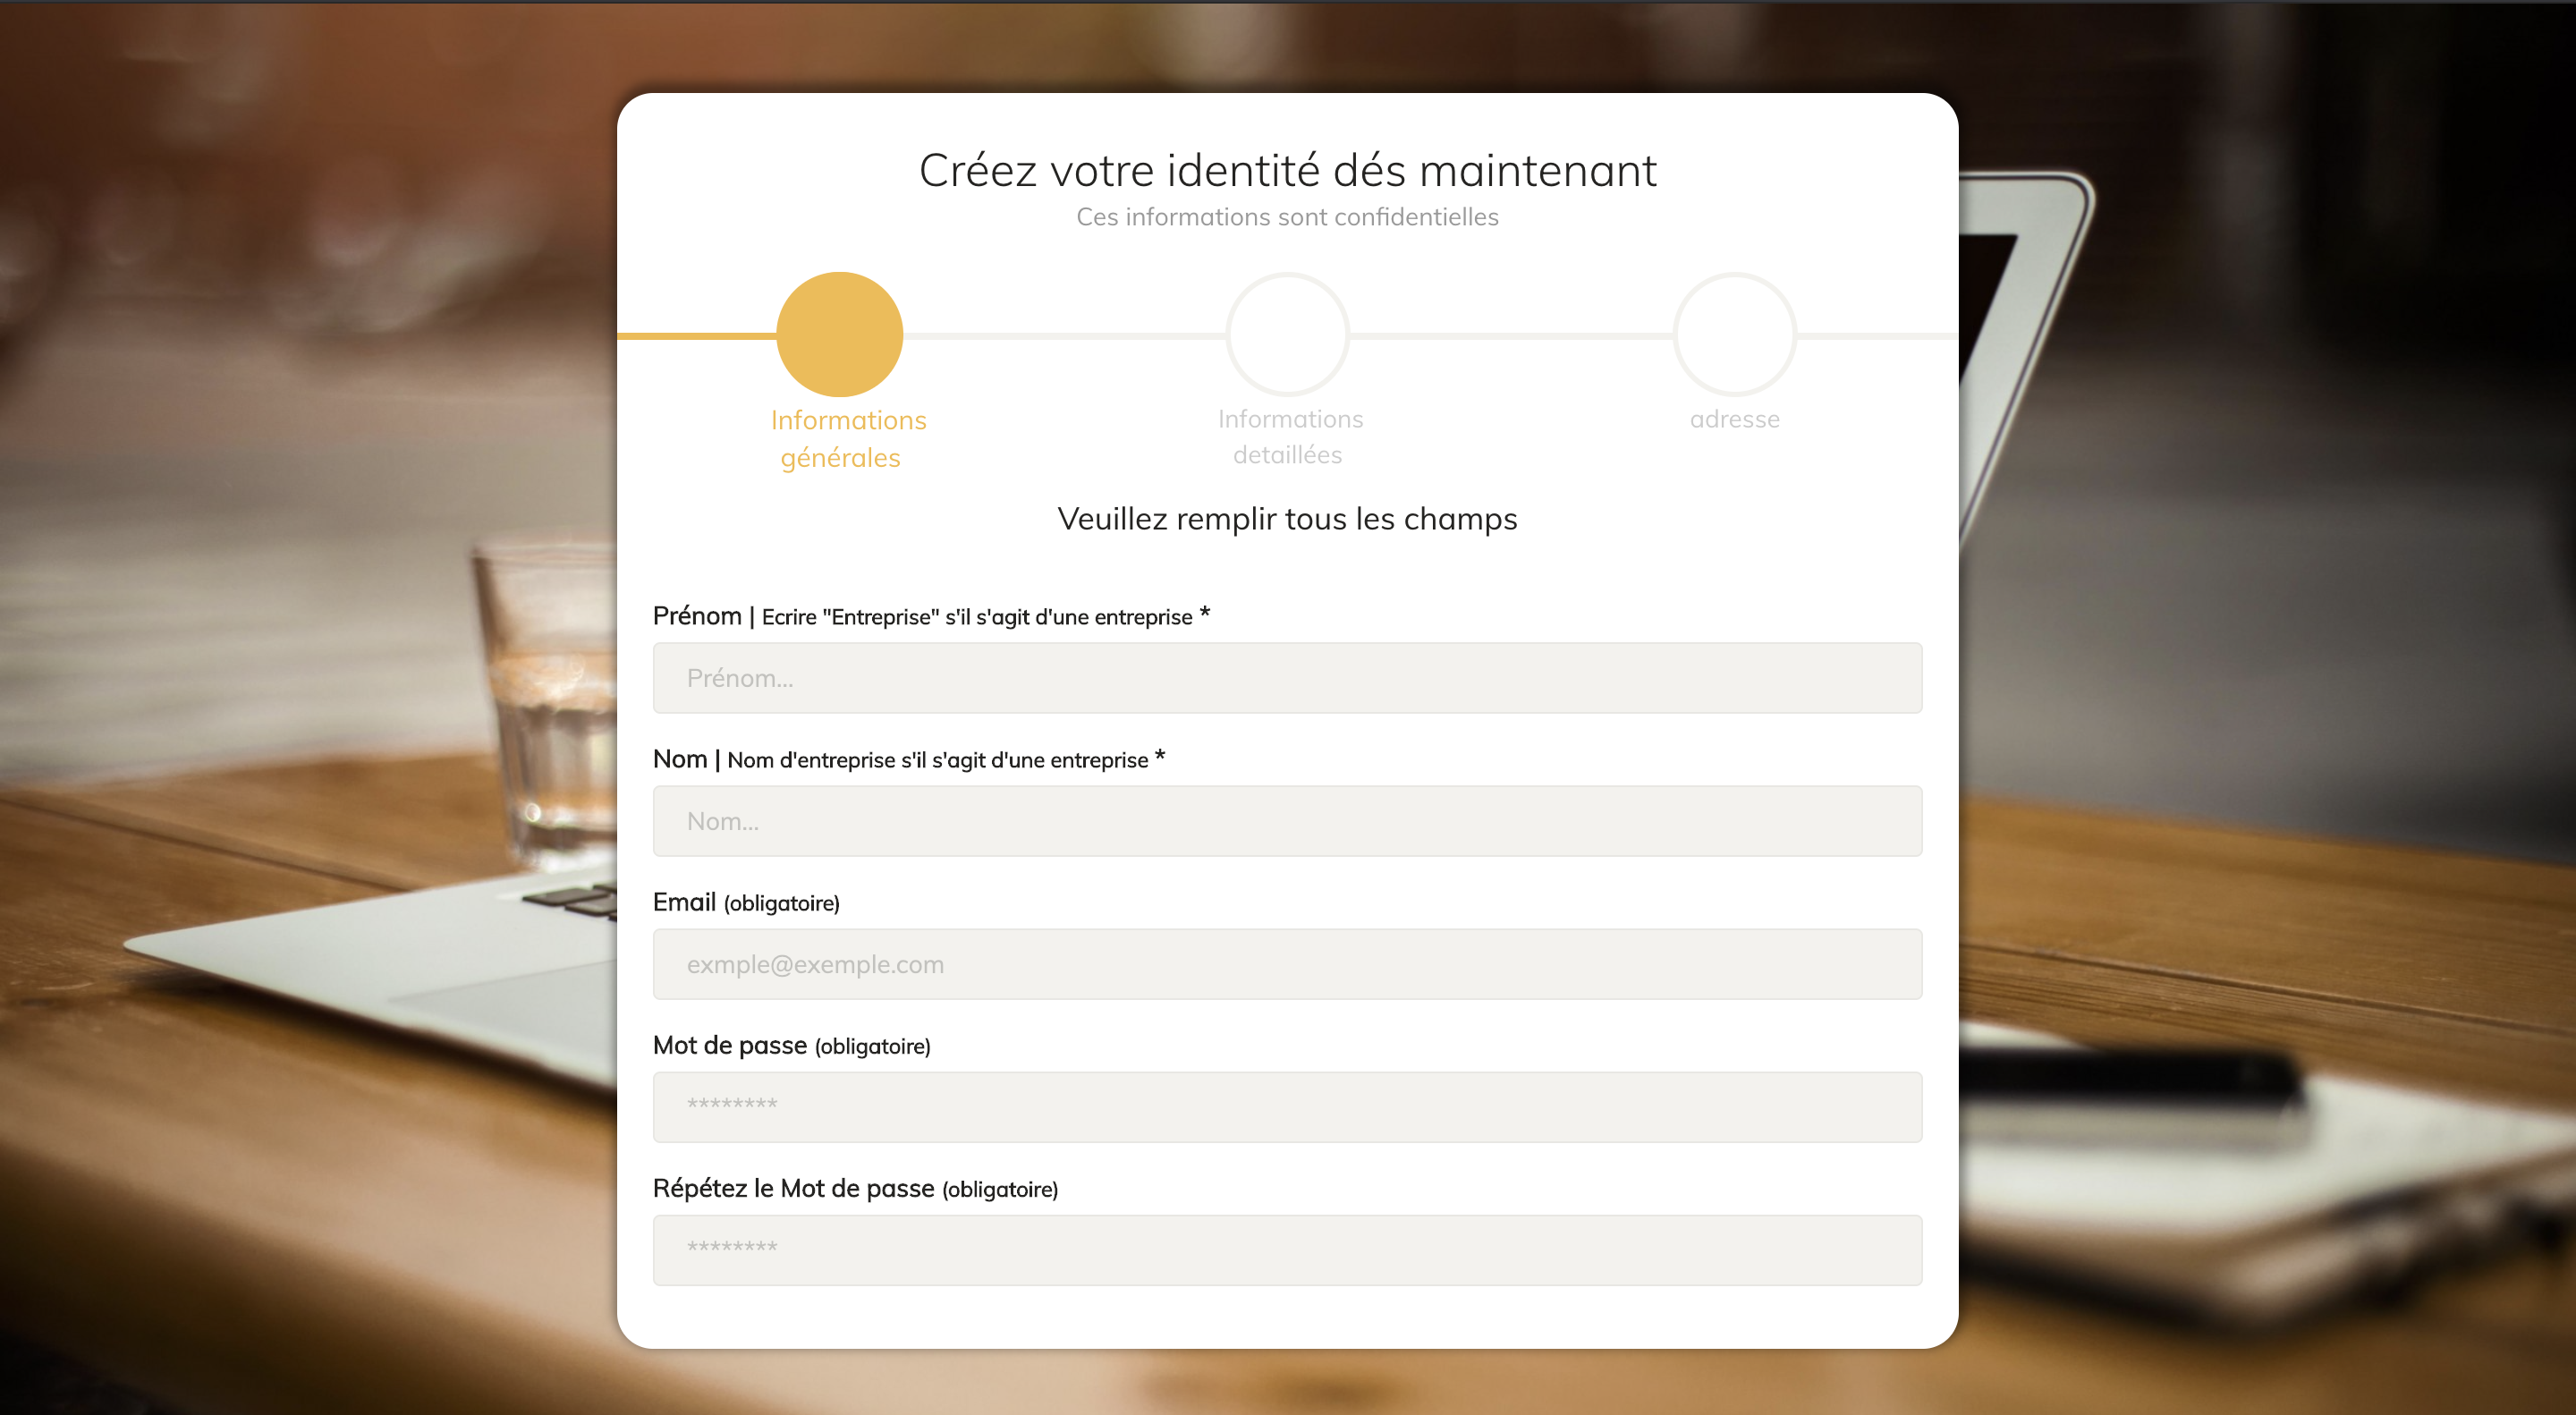 Créez votre identité dés maintenant
Ces informations sont confidentielles
Informations
générales
Informations
detaillées
adresse
Veuillez remplir tous les champs
Prénom | Ecrire "Entreprise" s'il s'agit d'une entreprise *
Prénom...
Nom | Nom d'entreprise s'il s'agit d'une entreprise *
Nom...
Email (obligatoire)
exmple@exemple.com
Mot de passe (obligatoire)
********
Répétez le Mot de passe (obligatoire)
********